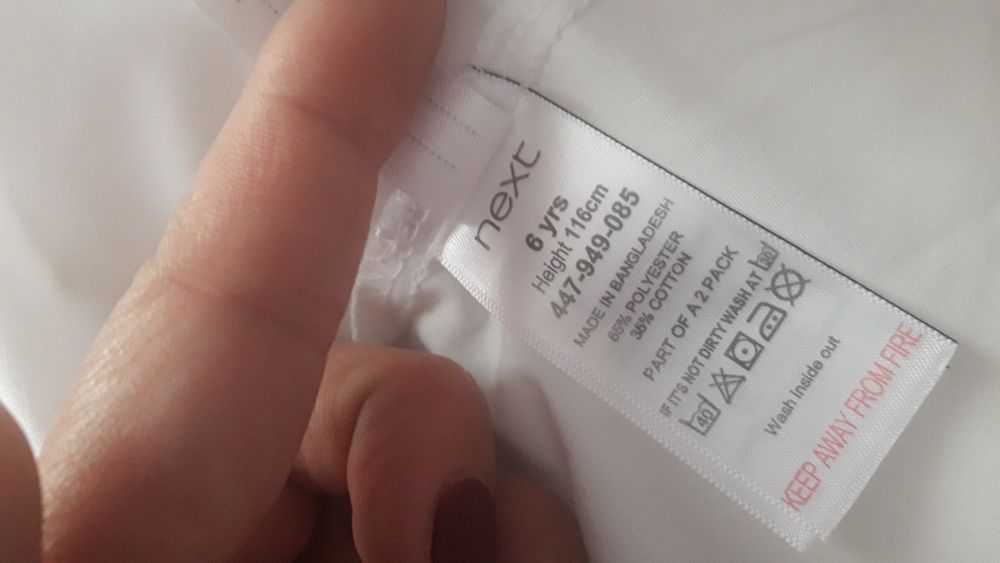 next
6 yrs
Height 116cm
447-949-085
MADE IN BANGLADESH
65% POLYESTER
35% COTTON
PART OF A 2 PACK
IF IT'S NOT DIRTY WASH AT 30
40
Wash Inside out
KEEP AWAY FROM FIRE